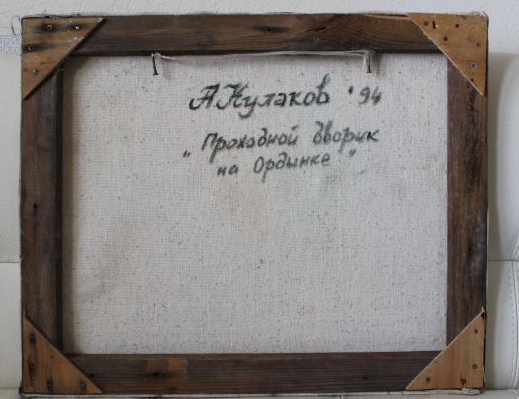 А Кулаков '94
„ Проходной дворик
на Ордынке "